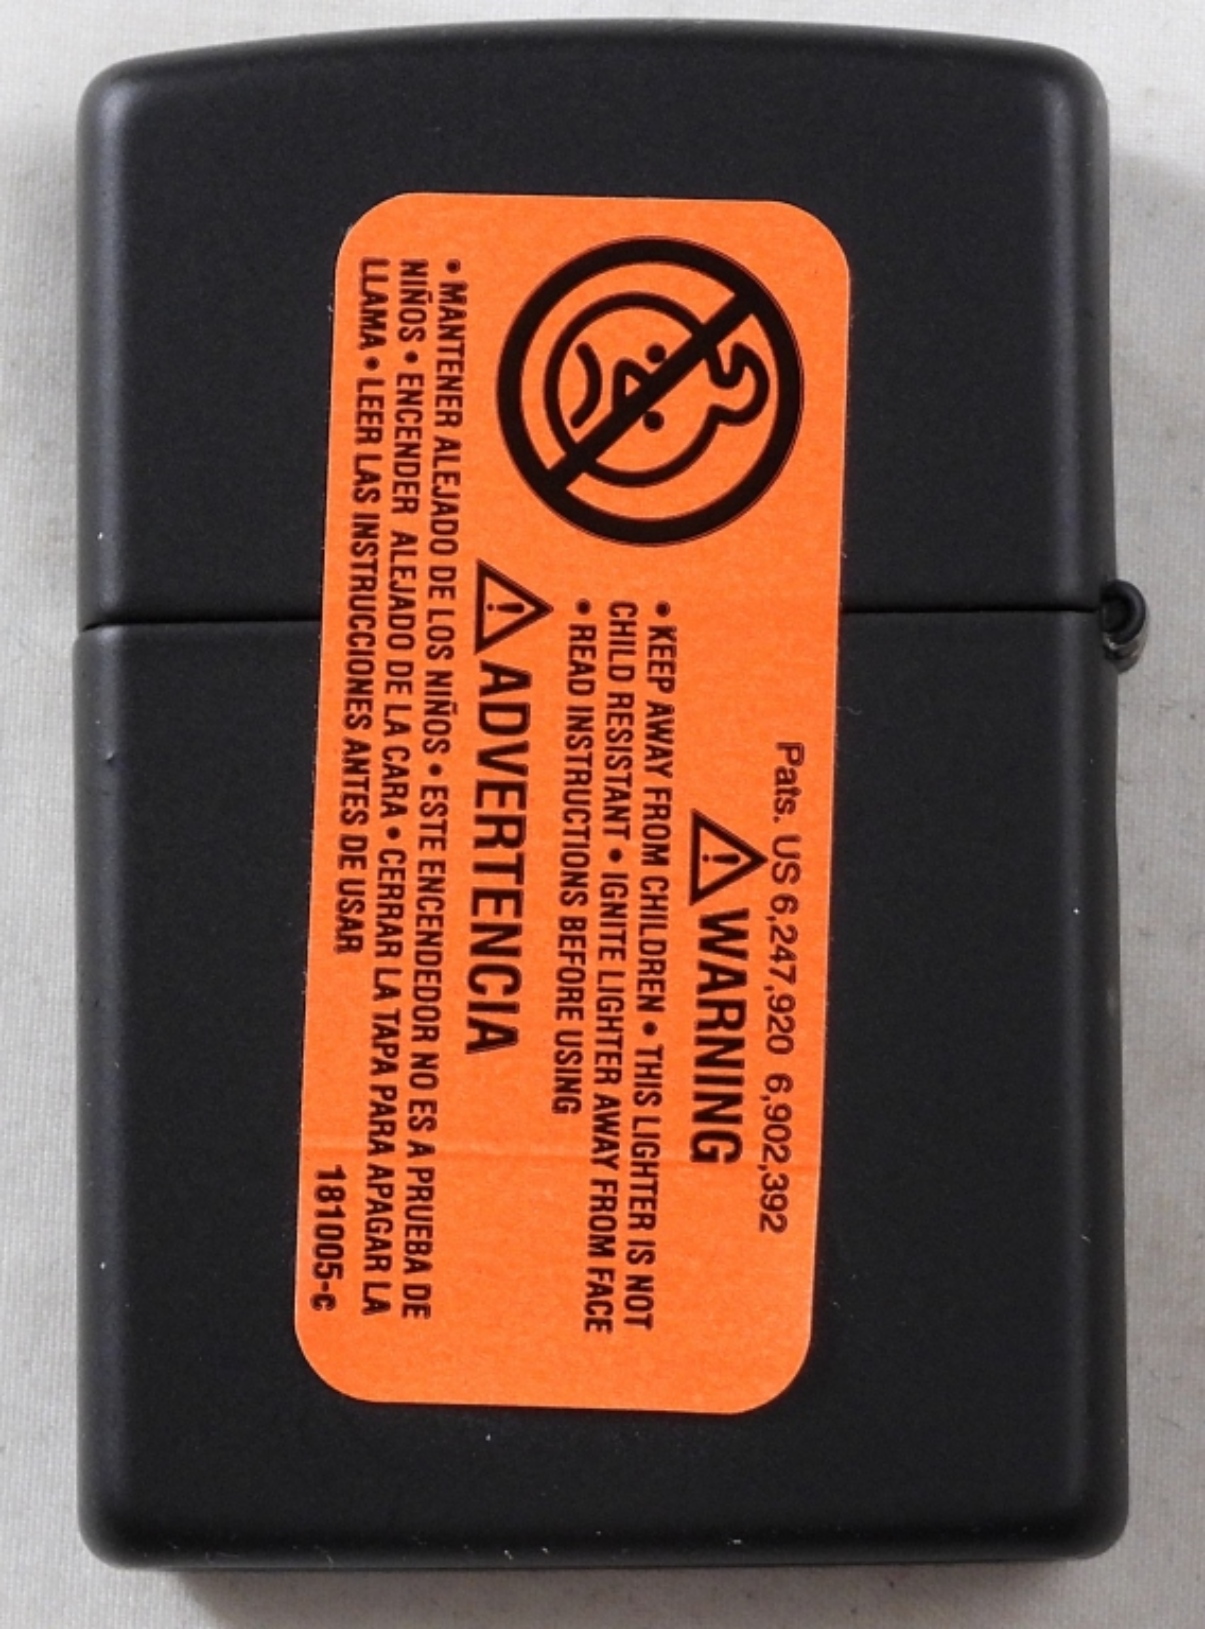 Pats. US 6,247,920 6,902,392
WARNING
• KEEP AWAY FROM CHILDREN • THIS LIGHTER IS NOT
CHILD RESISTANT • IGNITE LIGHTER AWAY FROM FACE
• READ INSTRUCTIONS BEFORE USING
ADVERTENCIA
• MANTENER ALEJADO DE LOS NIÑOS • ESTE ENCENDEDOR NO ES A PRUEBA DE
NIÑOS • ENCENDER ALEJADO DE LA CARA • CERRAR LA TAPA PARA APAGAR LA
LLAMA • LEER LAS INSTRUCCIONES ANTES DE USAR
181005-c